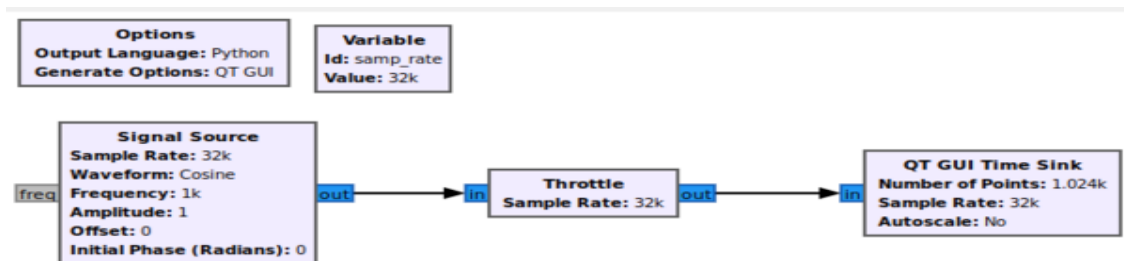 Options
Output Language: Python
Generate Options: QT GUI
Variable
Id: samp_rate
Value: 32k
Signal Source
Sample Rate: 32k
Waveform: Cosine
Frequency: 1k
Amplitude: 1
Offset: 0
Initial Phase (Radians): 0
freq
out
in
Throttle
Sample Rate: 32k
out
in
QT GUI Time Sink
Number of Points: 1.024k
Sample Rate: 32k
Autoscale: No